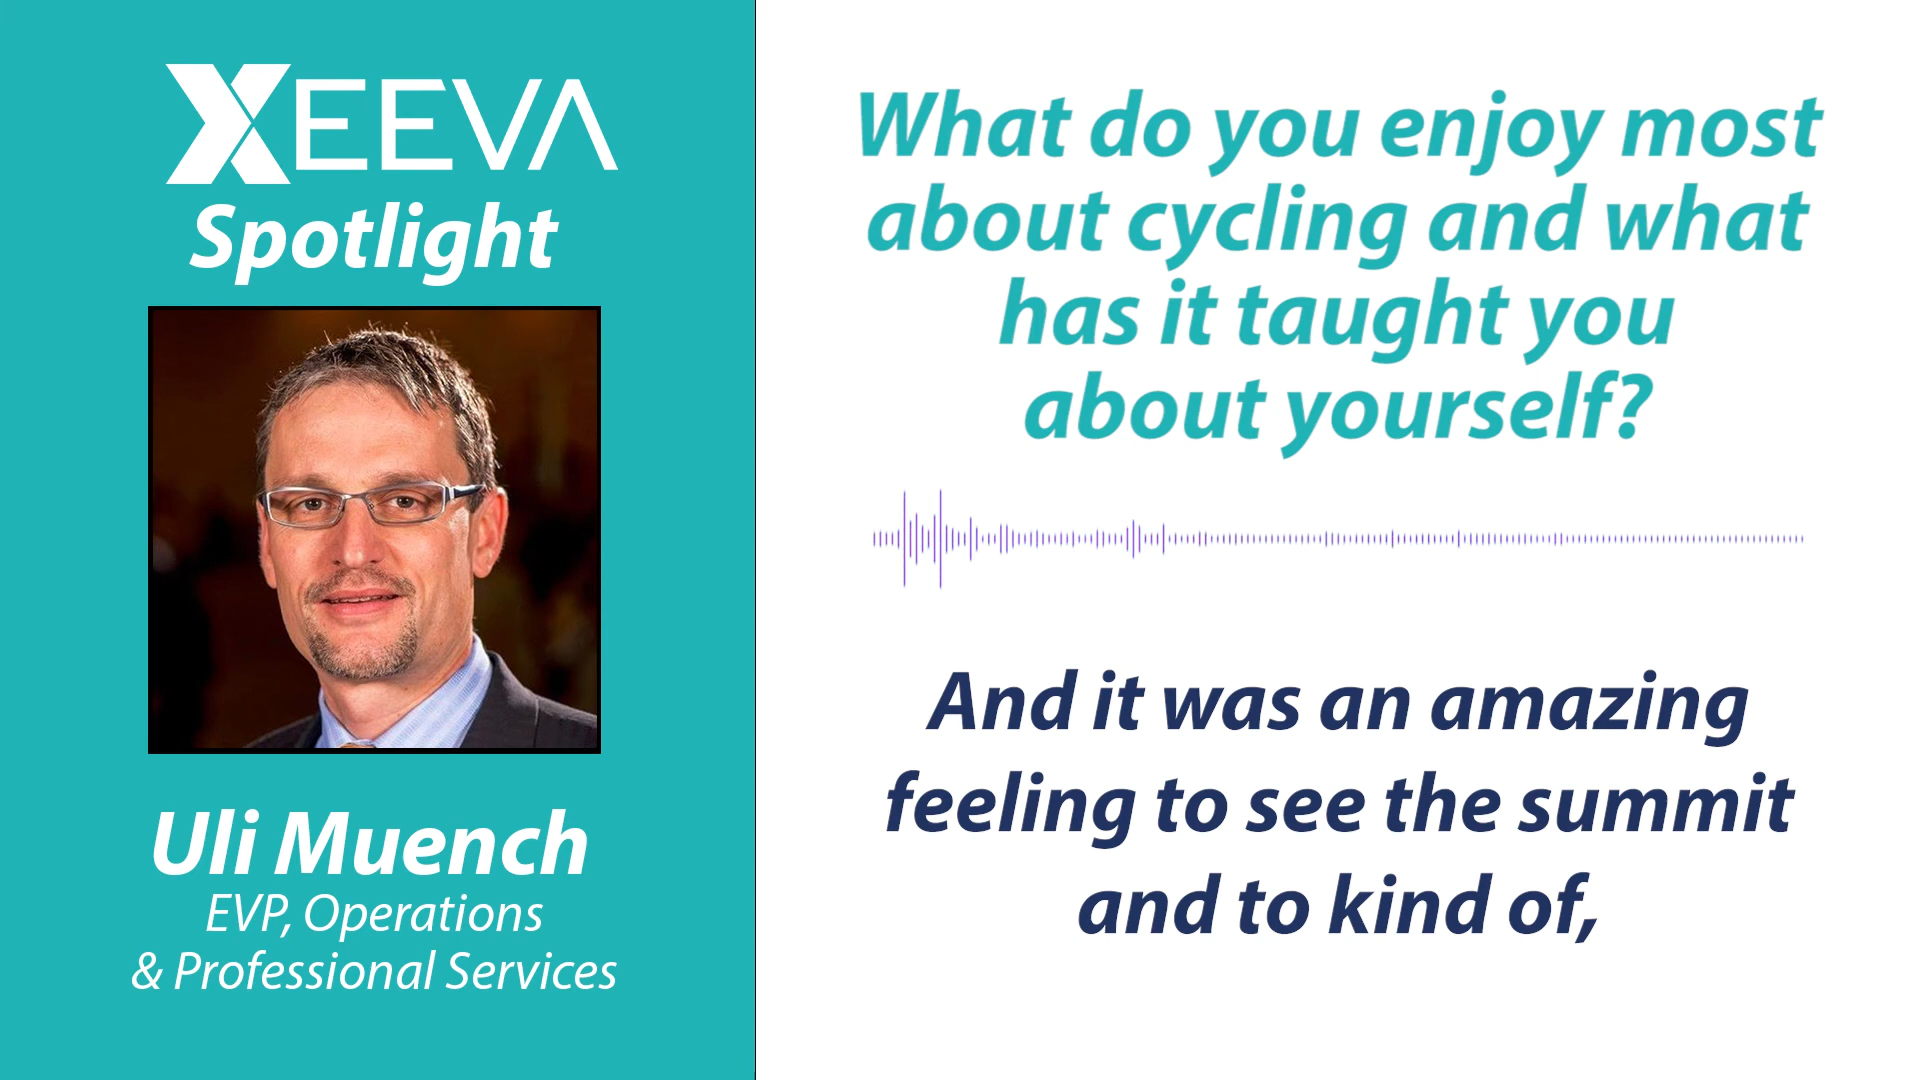 XEEVA
Spotlight
Uli Muench
EVP, Operations
& Professional Services
What do you enjoy most
about cycling and what
has it taught you
about yourself?
And it was an amazing
feeling to see the summit
and to kind of,